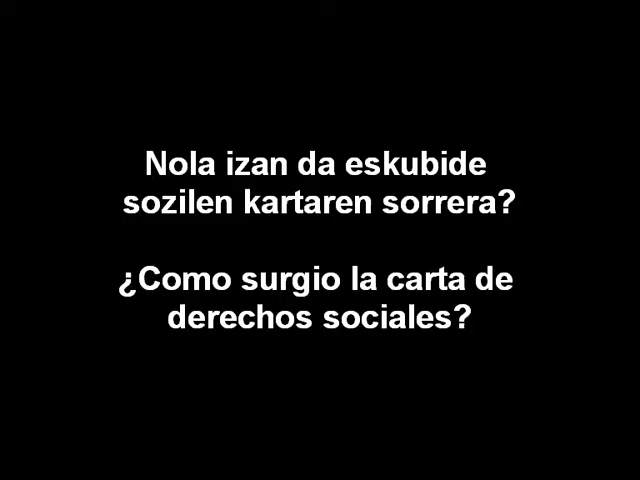 Nola izan da eskubide
sozilen kartaren sorrera?
¿Como surgio la carta de
derechos sociales?